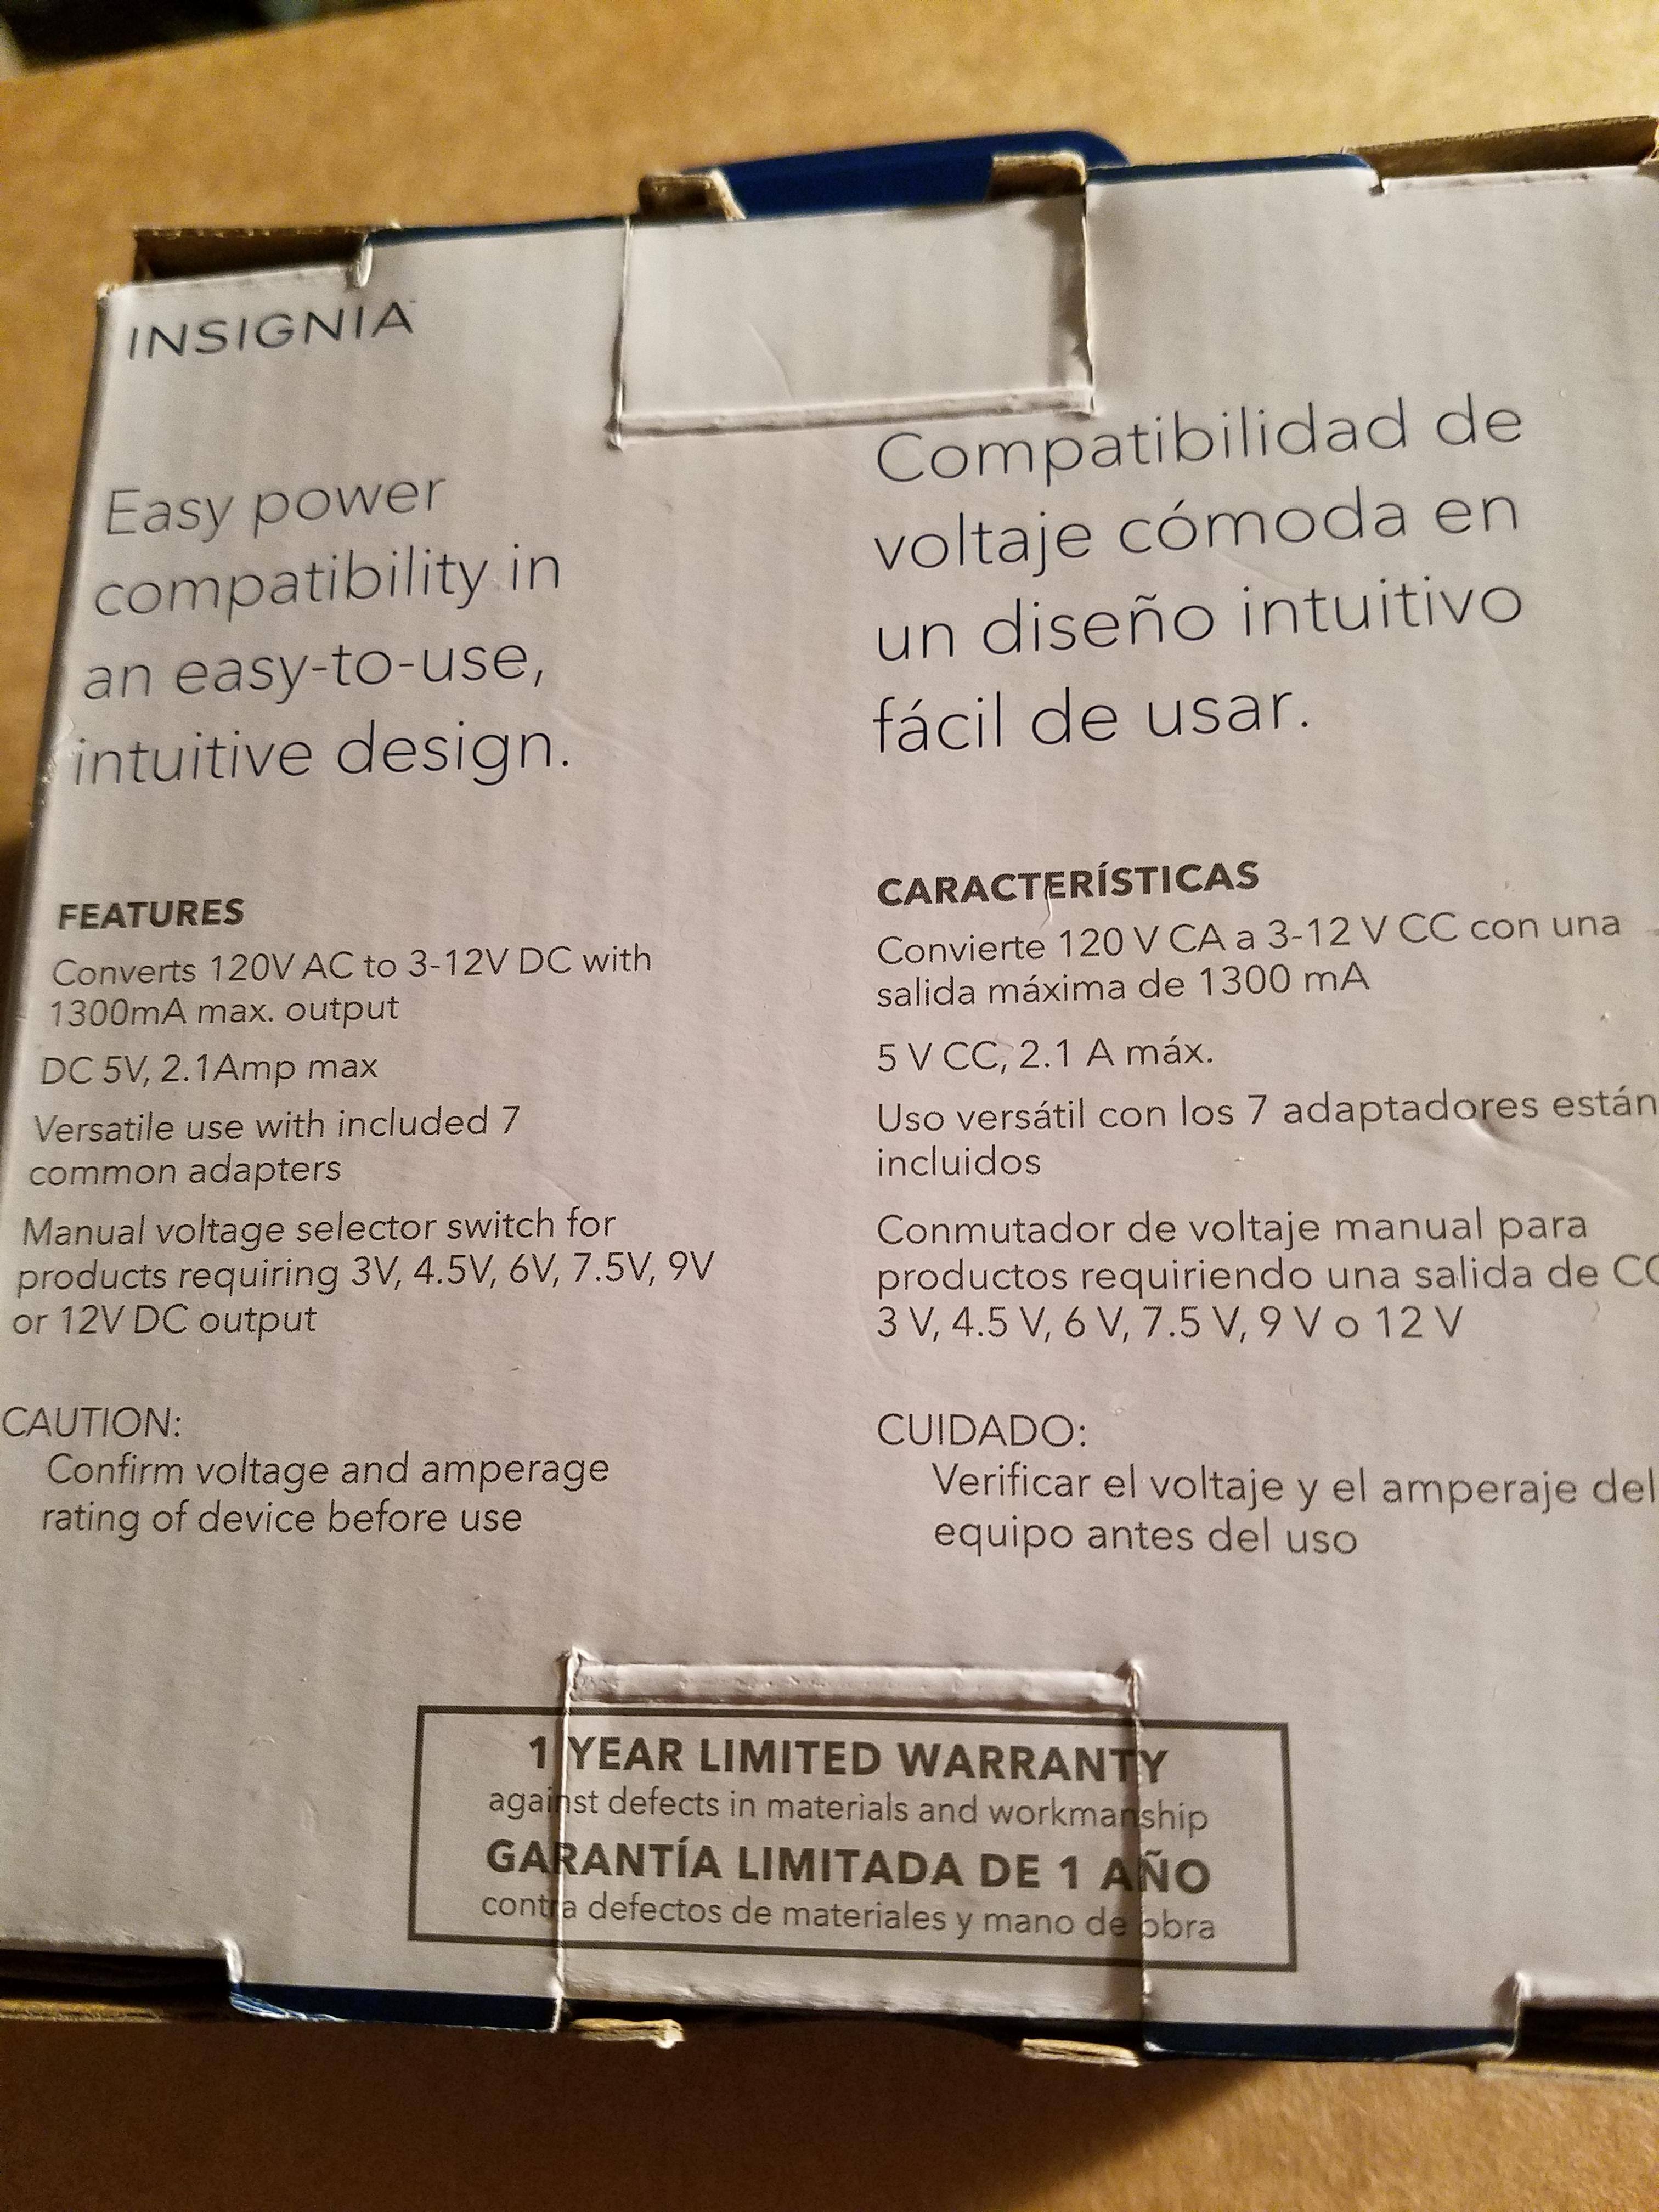 INSIGNIA™
Easy power
compatibility in
an easy-to-use,
intuitive design.
FEATURES
Converts 120V AC to 3-12V DC with
1300mA max. output
DC 5V, 2.1Amp max
Versatile use with included 7
common adapters
Manual voltage selector switch for
products requiring 3V, 4.5V, 6V, 7.5V, 9V
or 12V DC output
CAUTION:
Confirm voltage and amperage
rating of device before use
Compatibilidad de
voltaje cómoda en
un diseño intuitivo
fácil de usar.
CARACTERÍSTICAS
Convierte 120 V CA a 3-12 V CC con una
salida máxima de 1300 mA
5 V CC, 2.1 A máx.
Uso versátil con los 7 adaptadores están
incluidos
Conmutador de voltaje manual para
productos requiriendo una salida de CC
3 V, 4.5 V, 6 V, 7.5 V, 9 V o 12 V
CUIDADO:
Verificar el voltaje y el amperaje del
equipo antes del uso
1 YEAR LIMITED WARRANTY
against defects in materials and workmanship
GARANTÍA LIMITADA DE 1 AÑO
contra defectos de materiales y mano de obra